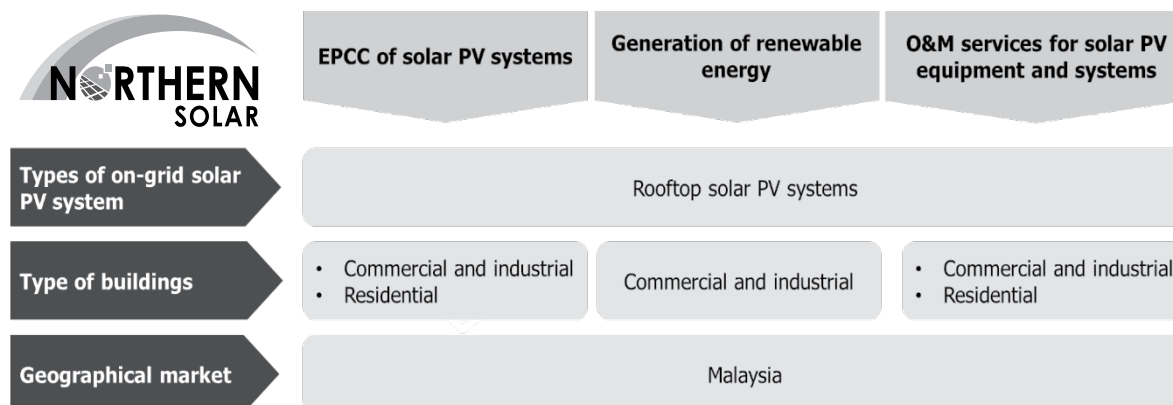 NORTHERN
SOLAR
EPCC of solar PV systems
Generation of renewable
energy
O&M services for solar PV
equipment and systems
Types of on-grid solar
PV system
Rooftop solar PV systems
Type of buildings
• Commercial and industrial
• Residential
Commercial and industrial
• Commercial and industrial
• Residential
Geographical market
Malaysia